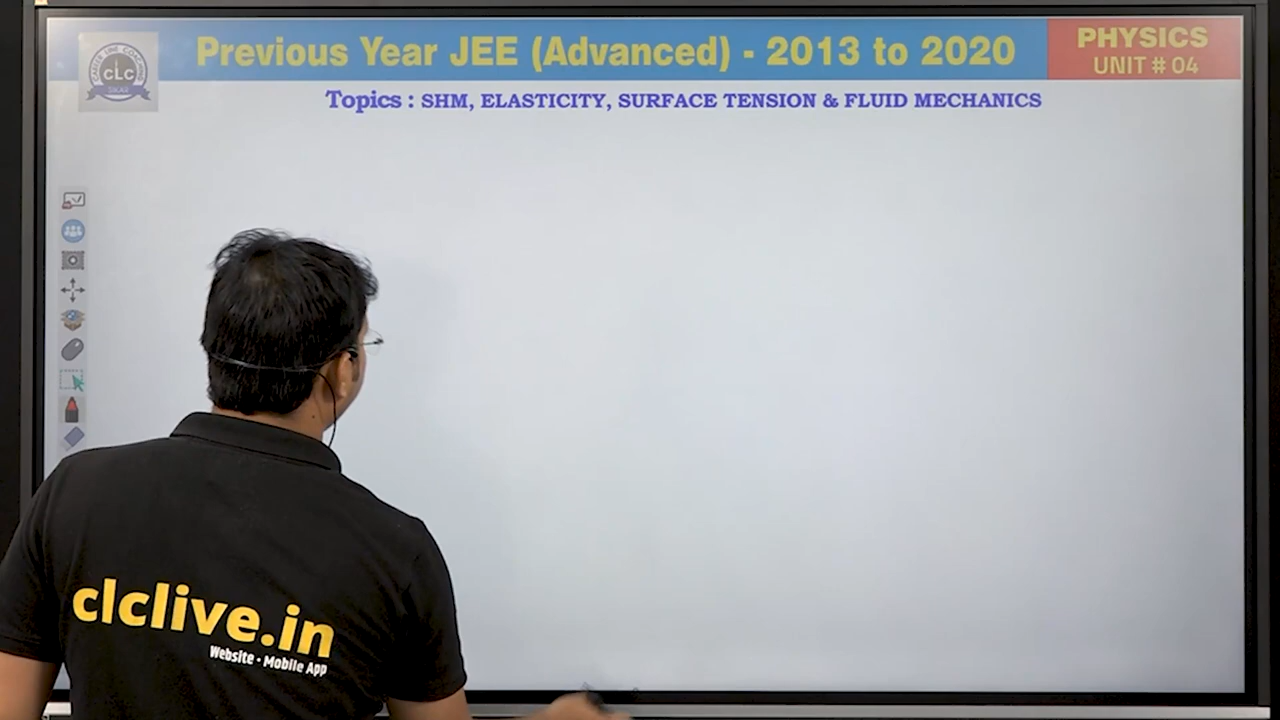 Previous Year JEE (Advanced) - 2013 to 2020
PHYSICS
UNIT # 04
CLC
Topics : SHM, ELASTICITY, SURFACE TENSION & FLUID MECHANICS
clclive.in
Website · Mobile App